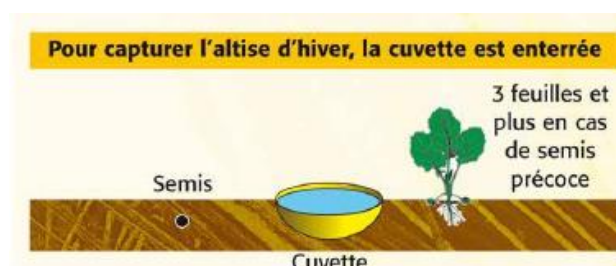 Pour capturer l'altise d'hiver, la cuvette est enterrée
3 feuilles et
plus en cas
de semis
précoce
Semis
Cuvette